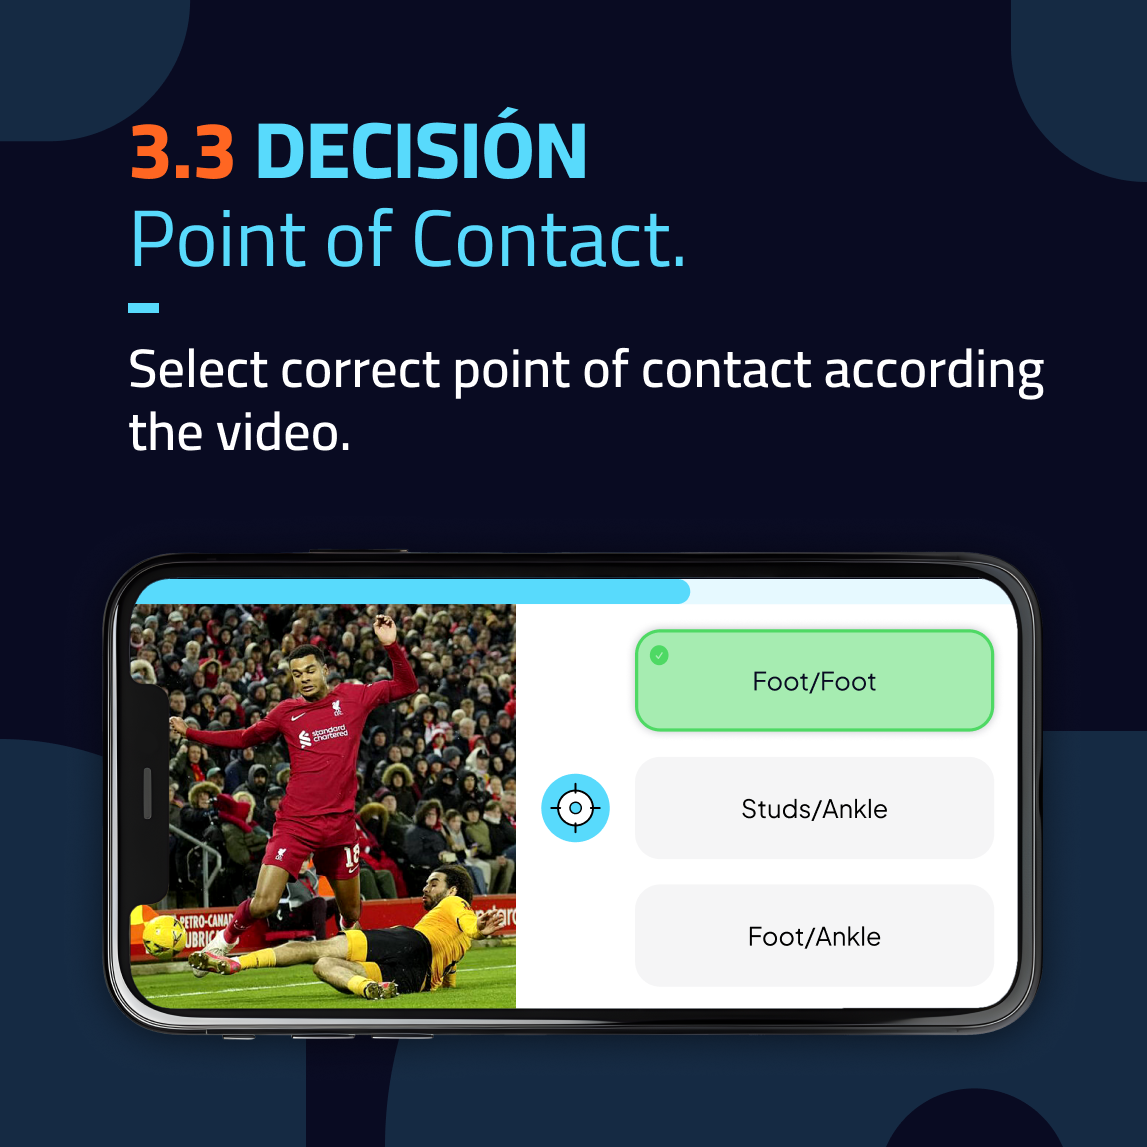 3.3 DECISIÓN
Point of Contact.
Select correct point of contact according
the video.
Foot/Foot
Studs/Ankle
Foot/Ankle
standard
chartered
18
PETRO-CANAD
UBRIC